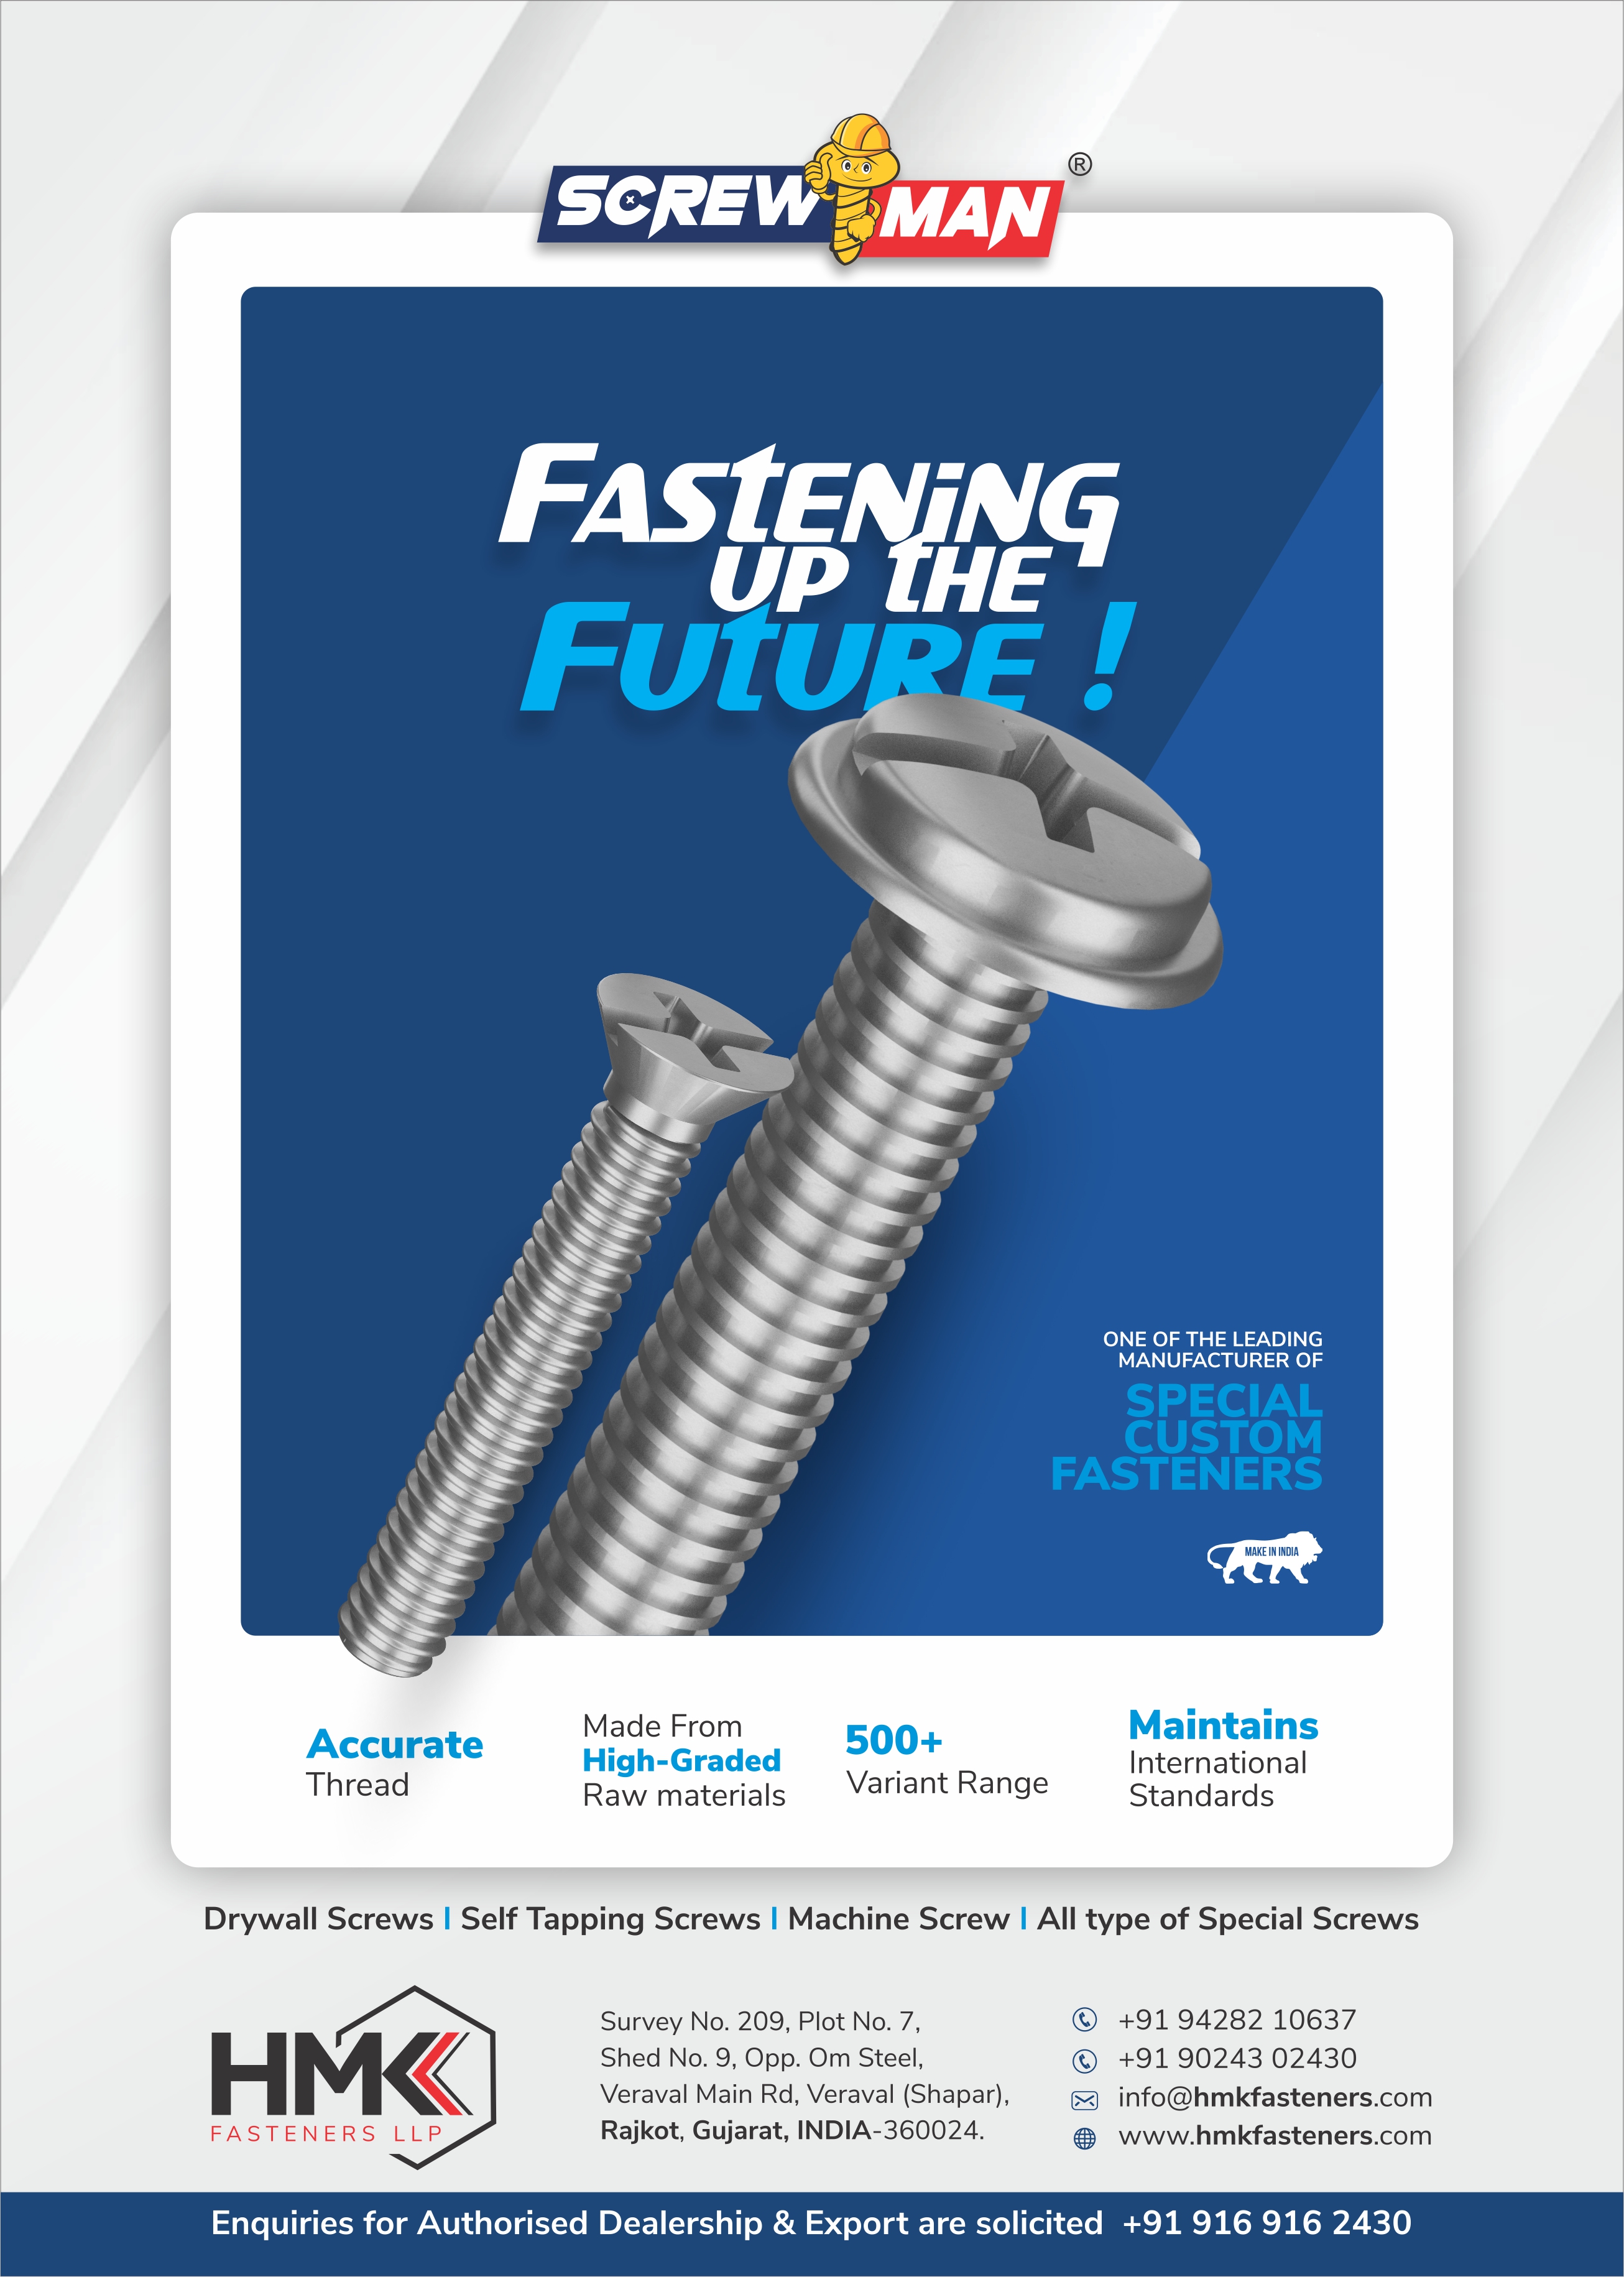 SCREW MAN ®
FASTENiNG
UP tHE
FUtURE !
ONE OF THE LEADING
MANUFACTURER OF
SPECIAL
CUSTOM
FASTENERS
MAKE IN INDIA
Accurate
Thread
Made From
High-Graded
Raw materials
500+
Variant Range
Maintains
International
Standards
Drywall Screws | Self Tapping Screws | Machine Screw | All type of Special Screws
HMK
FASTENERS LLP
Survey No. 209, Plot No. 7,
Shed No. 9, Opp. Om Steel,
Veraval Main Rd, Veraval (Shapar),
Rajkot, Gujarat, INDIA-360024.
+91 94282 10637
+91 90243 02430
info@hmkfasteners.com
www.hmkfasteners.com
Enquiries for Authorised Dealership & Export are solicited +91 916 916 2430